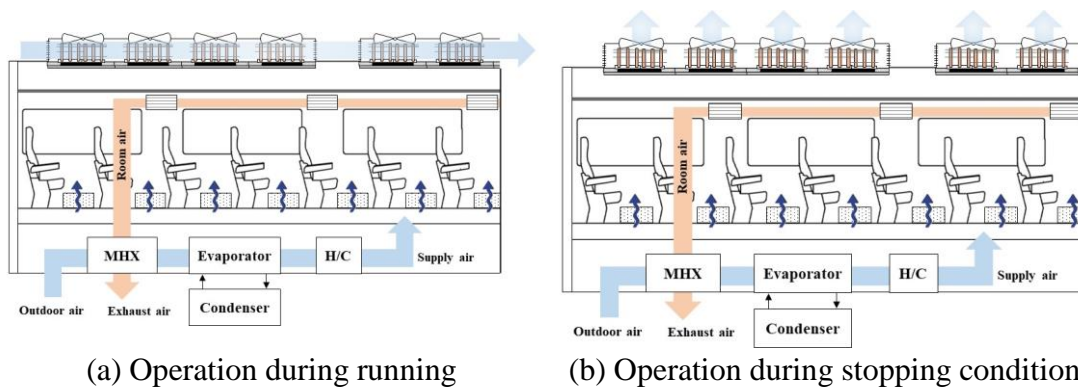 Room air
MHX
Evaporator
H/C
Supply air
Condenser
Outdoor air
Exhaust air
(a) Operation during running
Room air
MHX
Evaporator
H/C
Supply air
Condenser
Outdoor air
Exhaust air
(b) Operation during stopping condition